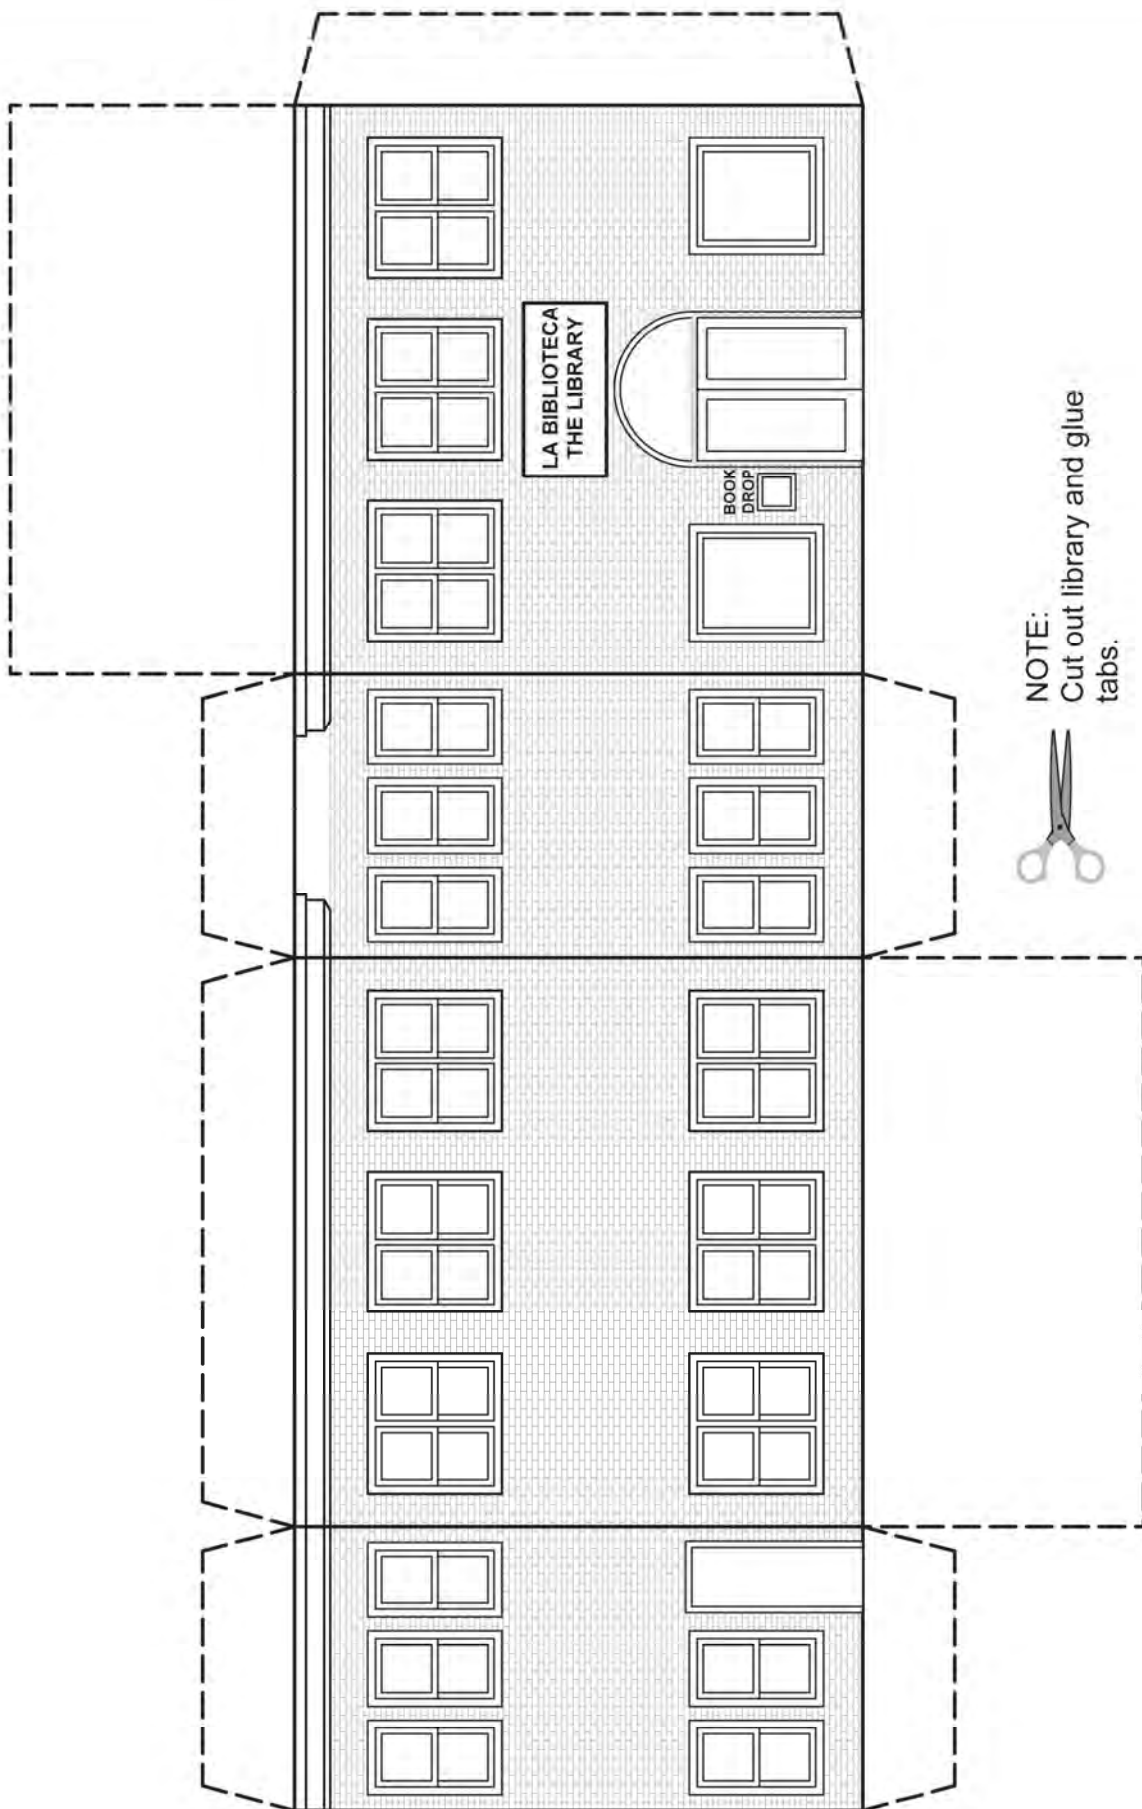 LA BIBLIOTECA
THE LIBRARY
BOOK
DROP
NOTE:
Cut out library and glue
tabs.